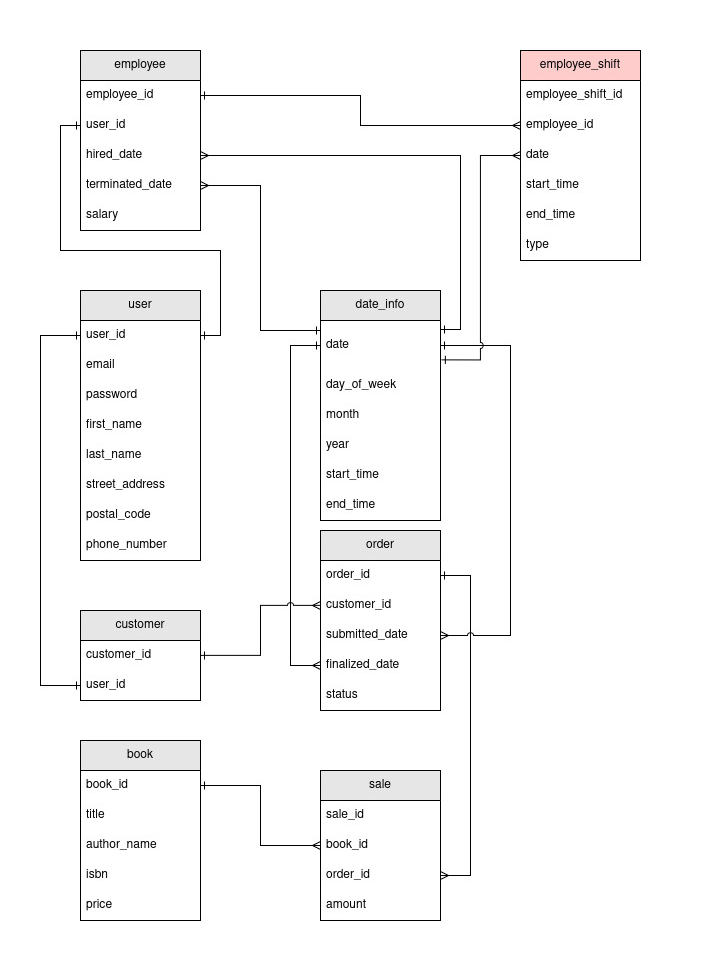 employee
employee_id
user_id
hired_date
terminated_date
salary
employee_shift
employee_shift_id
employee_id
date
start_time
end_time
type
user
user_id
email
password
first_name
last_name
street_address
postal_code
phone_number
date_info
date
day_of_week
month
year
start_time
end_time
order
order_id
customer_id
submitted_date
finalized_date
status
customer
customer_id
user_id
book
book_id
title
author_name
isbn
price
sale
sale_id
book_id
order_id
amount